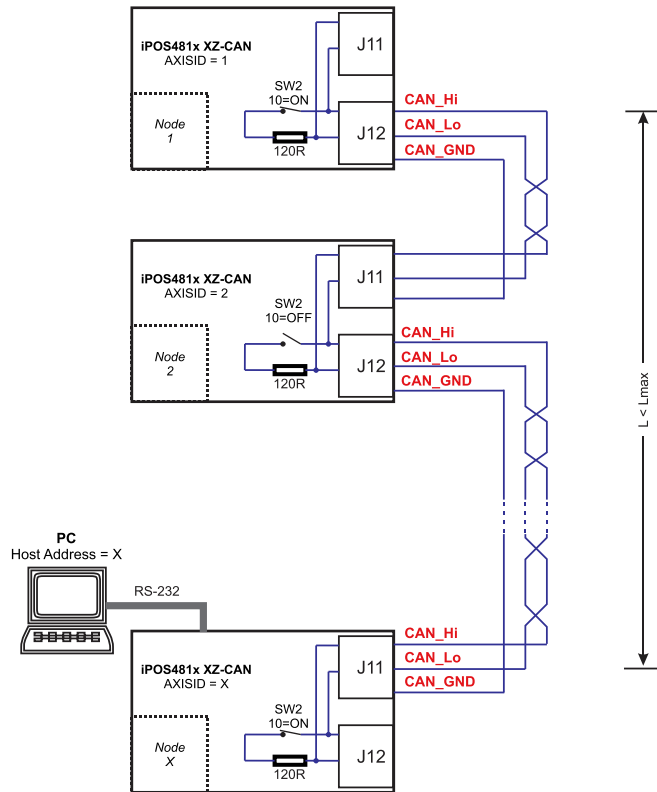 iPOS481x XZ-CAN
AXISID = 1
J11
SW2
10=ON
CAN_Hi
Node
1
120R
J12
CAN_Lo
CAN_GND
iPOS481x XZ-CAN
AXISID = 2
J11
SW2
10=OFF
CAN_Hi
Node
2
120R
J12
CAN_Lo
CAN_GND
L < Lmax
PC
Host Address = X
RS-232
iPOS481x XZ-CAN
AXISID = X
J11
CAN_Hi
CAN_Lo
CAN_GND
SW2
10=ON
Node
X
120R
J12